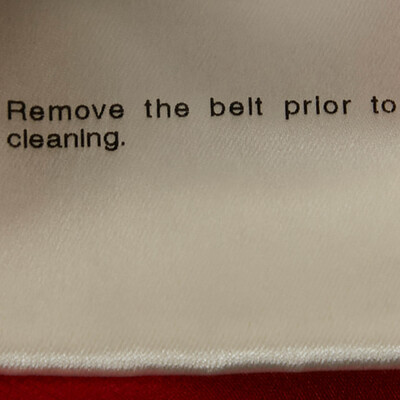 Remove the belt prior to
cleaning.